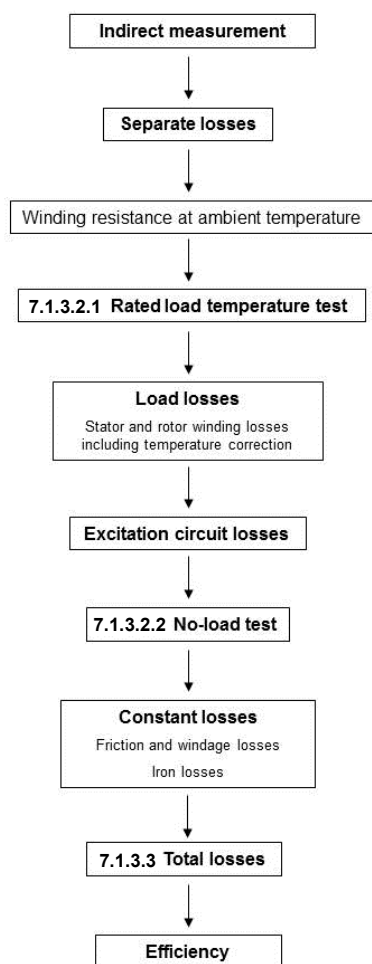 Indirect measurement
Separate losses
Winding resistance at ambient temperature
7.1.3.2.1 Rated load temperature test
Load losses
Stator and rotor winding losses
including temperature correction
Excitation circuit losses
7.1.3.2.2 No-load test
Constant losses
Friction and windage losses
Iron losses
7.1.3.3 Total losses
Efficiency